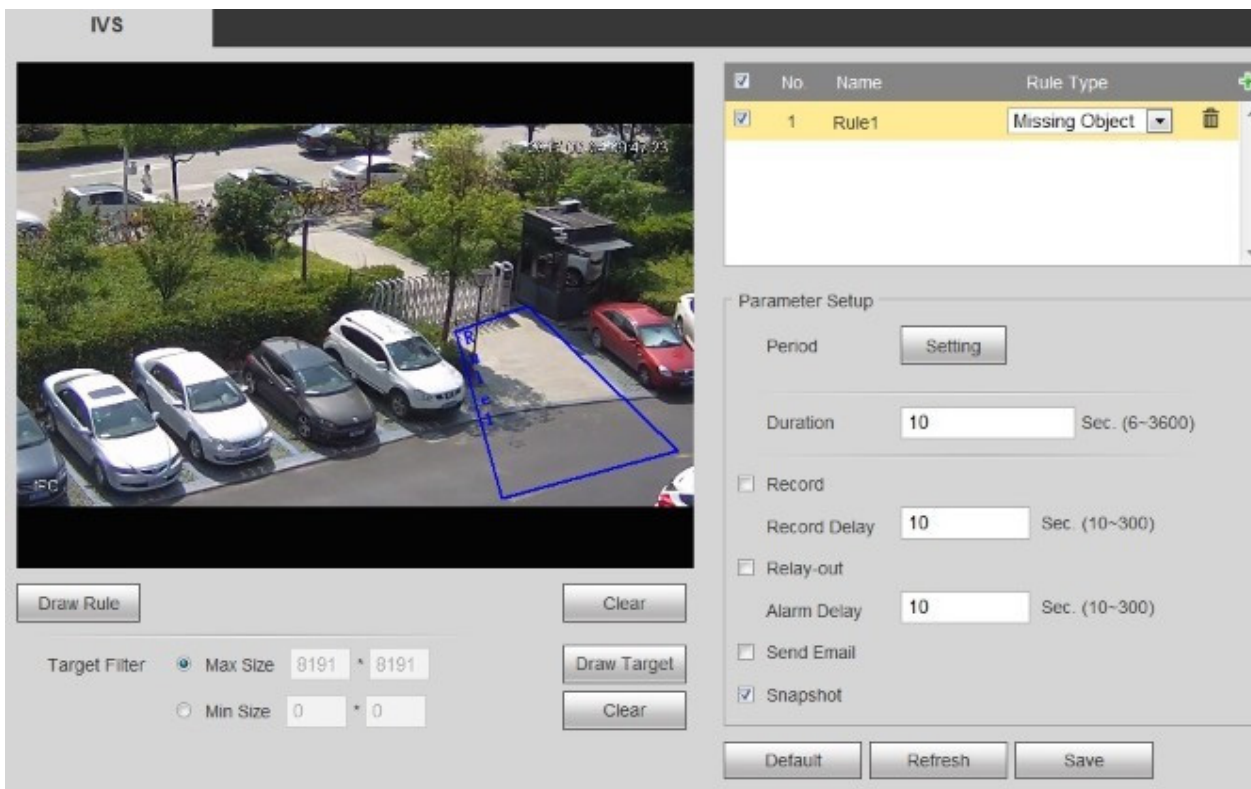 IVS
No. Name Rule Type
1 Rule1 Missing Object
Rule1
IPC
Draw Rule
Clear
Target Filter Max Size 8191 * 8191
Draw Target
Min Size 0 * 0
Clear
Parameter Setup
Period Setting
Duration 10 Sec. (6~3600)
Record
Record Delay 10 Sec. (10~300)
Relay-out
Alarm Delay 10 Sec. (10~300)
Send Email
Snapshot
Default Refresh Save